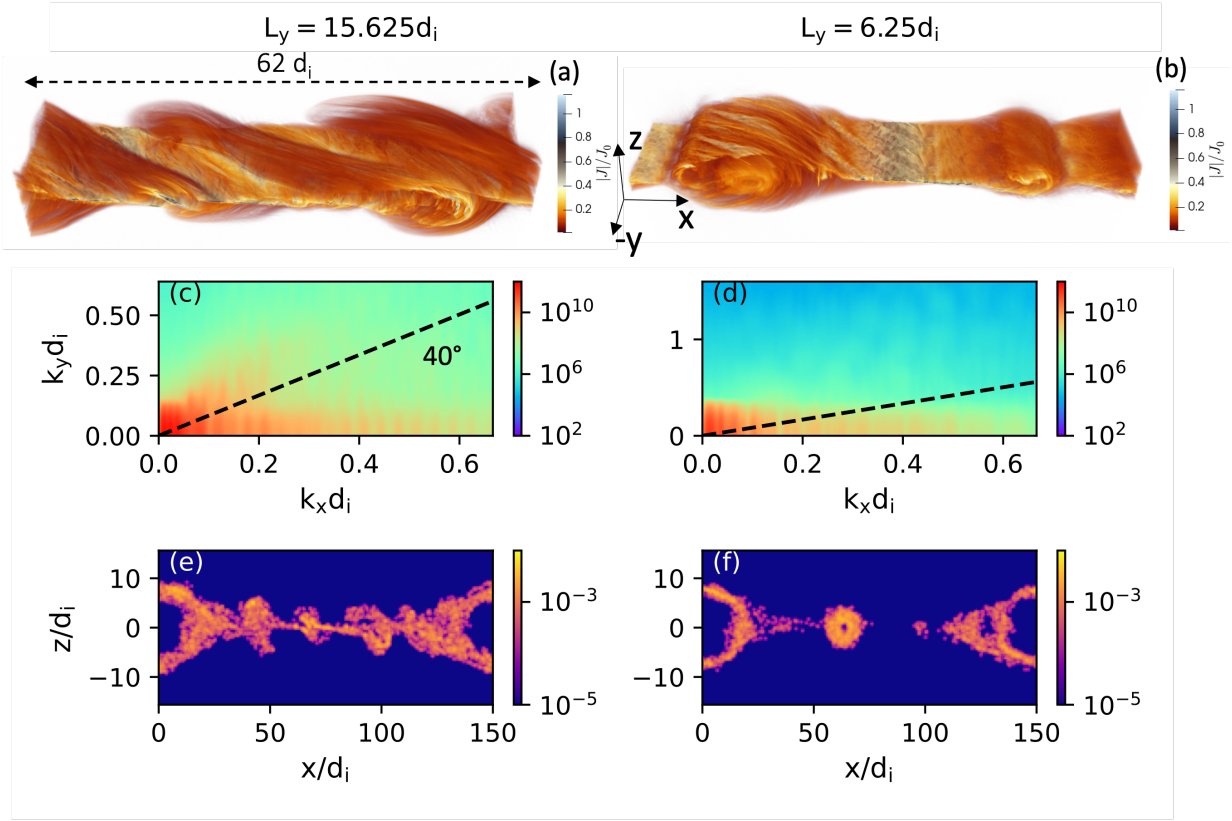 L_y = 15.625d_i
L_y = 6.25d_i
62 d_i
(a)
(b)
1
0.8
0.6
0.4
0.2
|J|/J_0
1
0.8
0.6
0.4
0.2
|J|/J_0
z
x
-y
(c)
(d)
40°
0.50
0.25
0.00
k_yd_i
0.0 0.2 0.4 0.6
k_xd_i
10^10
10^6
10^2
1
0
0.0 0.2 0.4 0.6
k_xd_i
10^10
10^6
10^2
(e)
(f)
10
0
−10
z/d_i
0 50 100 150
x/d_i
10^−3
10^−5
10
0
−10
0 50 100 150
x/d_i
10^−3
10^−5